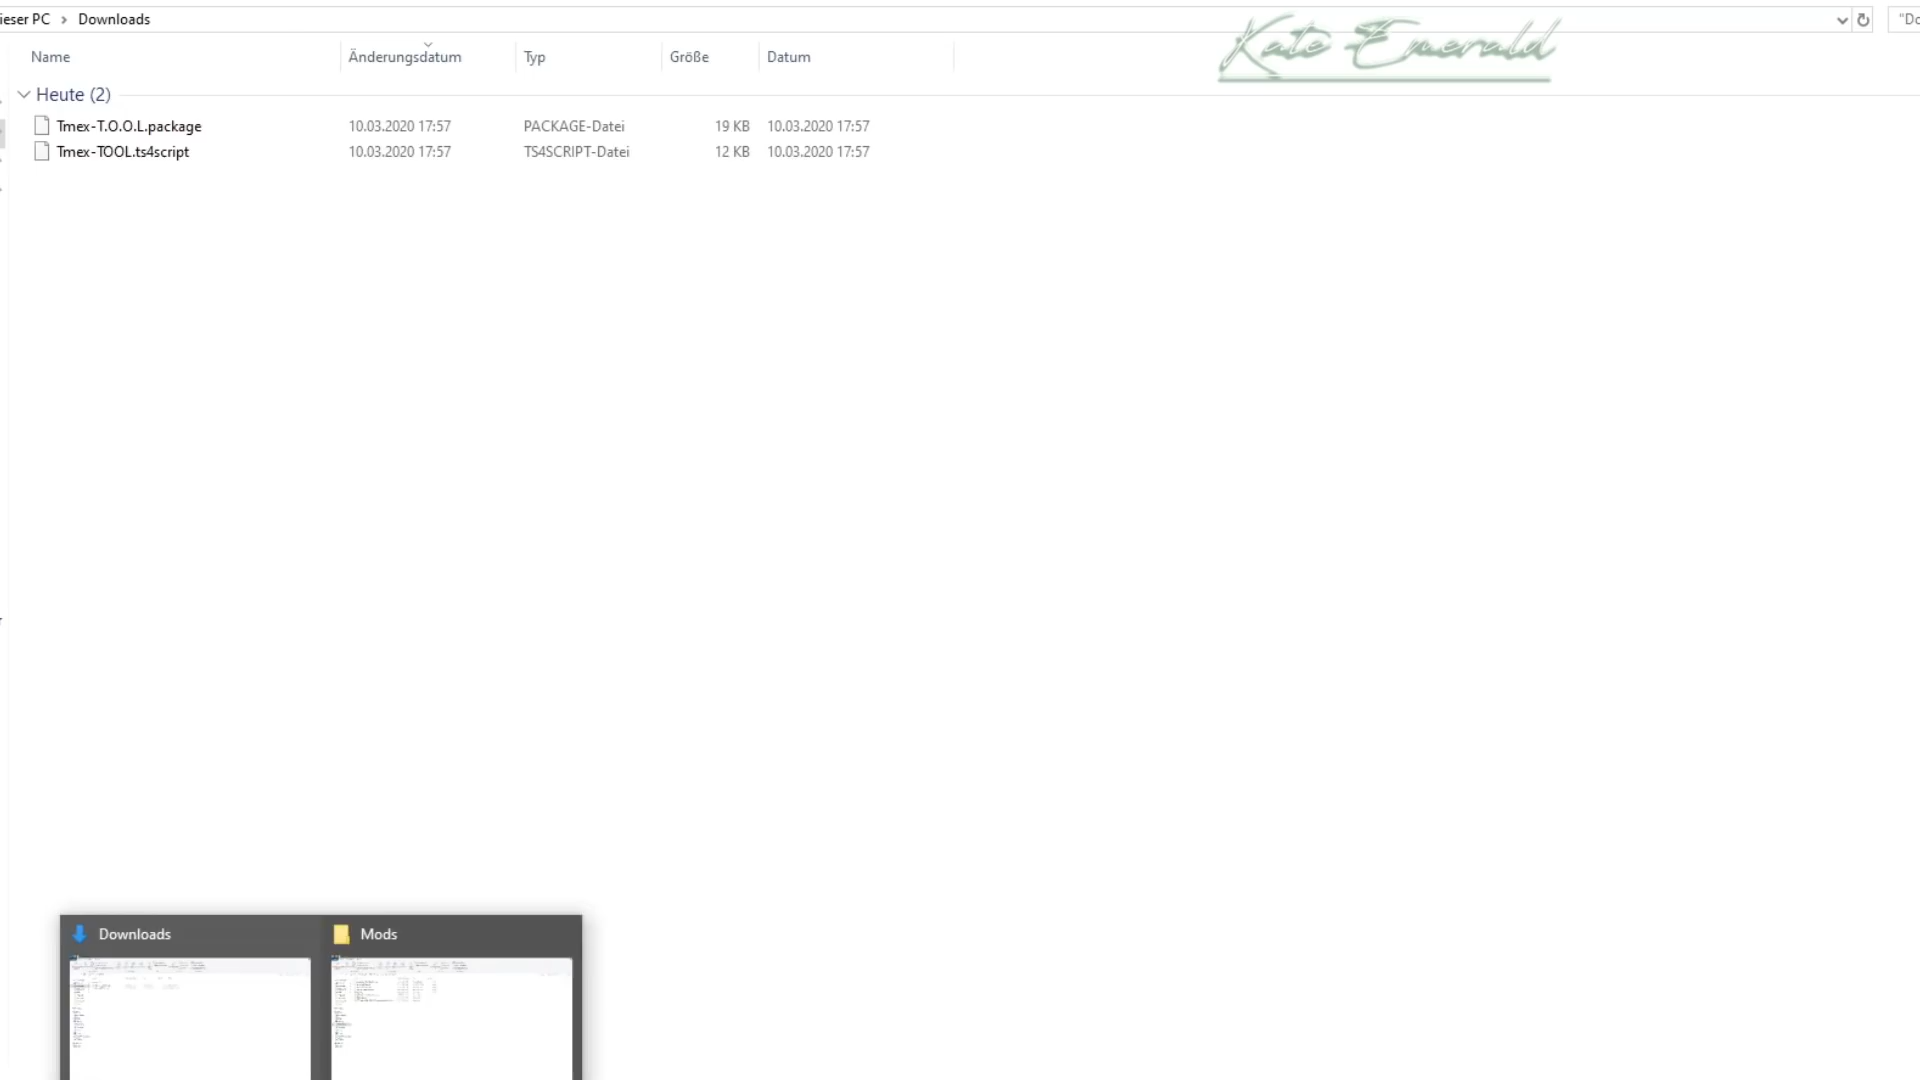 ieser PC > Downloads
"Do
Kate Emerald
Name Änderungsdatum Typ Größe Datum
Heute (2)
Tmex-T.O.O.L.package 10.03.2020 17:57 PACKAGE-Datei 19 KB 10.03.2020 17:57
Tmex-TOOL.ts4script 10.03.2020 17:57 TS4SCRIPT-Datei 12 KB 10.03.2020 17:57
Downloads
Mods